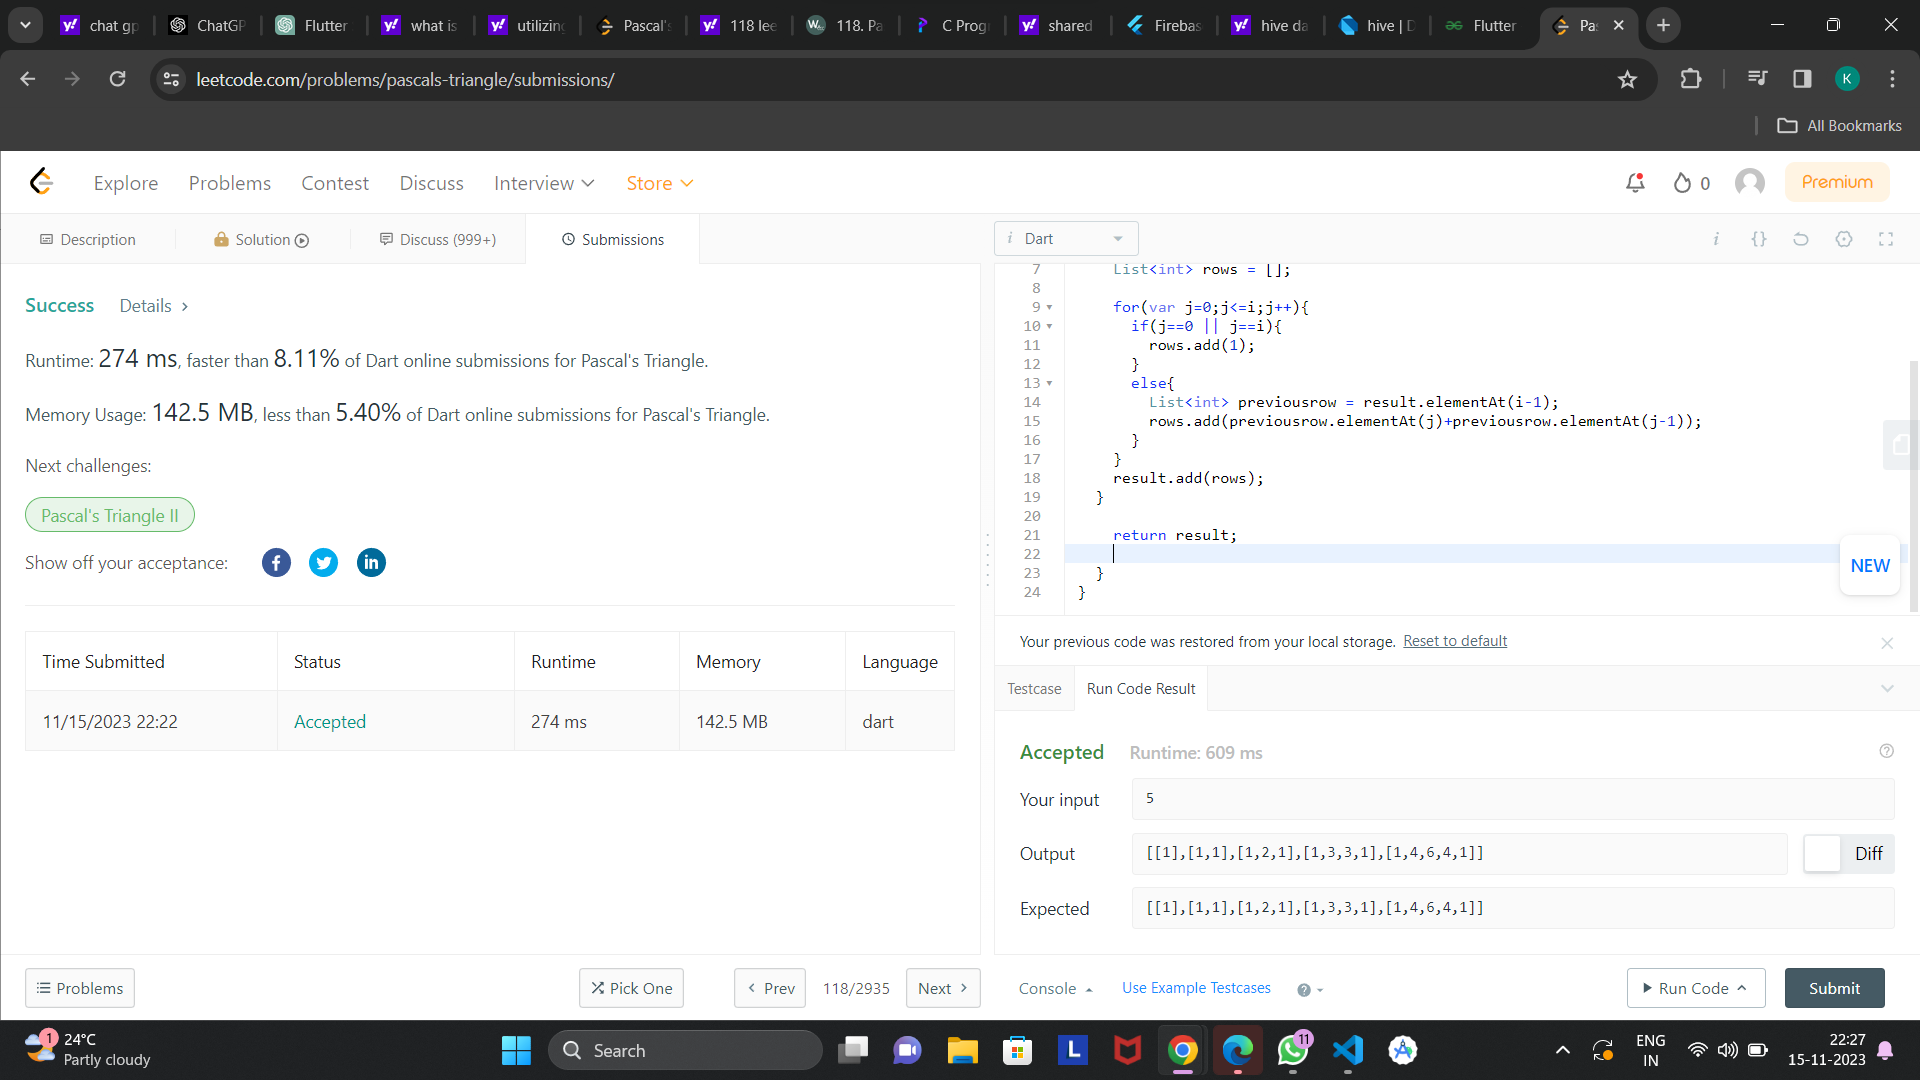 chat gp
ChatGP
Flutter
what is
utilizing
Pascal's
118 lee
118. Pa
C Progr
shared
Firebas
hive da
hive | D
Flutter
Pas
leetcode.com/problems/pascals-triangle/submissions/
K
All Bookmarks
Explore Problems Contest Discuss Interview Store
0
Premium
Description
Solution
Discuss (999+)
Submissions
i Dart
Success Details >
Runtime: 274 ms, faster than 8.11% of Dart online submissions for Pascal's Triangle.
Memory Usage: 142.5 MB, less than 5.40% of Dart online submissions for Pascal's Triangle.
Next challenges:
Pascal's Triangle II
Show off your acceptance:
Time Submitted Status Runtime Memory Language
11/15/2023 22:22 Accepted 274 ms 142.5 MB dart
7 List<int> rows = [];
8
9 for(var j=0;j<=i;j++){
10 if(j==0 || j==i){
11 rows.add(1);
12 }
13 else{
14 List<int> previousrow = result.elementAt(i-1);
15 rows.add(previousrow.elementAt(j)+previousrow.elementAt(j-1));
16 }
17 }
18 result.add(rows);
19 }
20
21 return result;
22
23 }
24 }
NEW
Your previous code was restored from your local storage. Reset to default
Testcase Run Code Result
Accepted Runtime: 609 ms
Your input 5
Output [[1],[1,1],[1,2,1],[1,3,3,1],[1,4,6,4,1]]
Diff
Expected [[1],[1,1],[1,2,1],[1,3,3,1],[1,4,6,4,1]]
Problems
Pick One
< Prev 118/2935 Next >
Console
Use Example Testcases
Run Code
Submit
1
24°C
Partly cloudy
Search
L
11
ENG
IN
22:27
15-11-2023